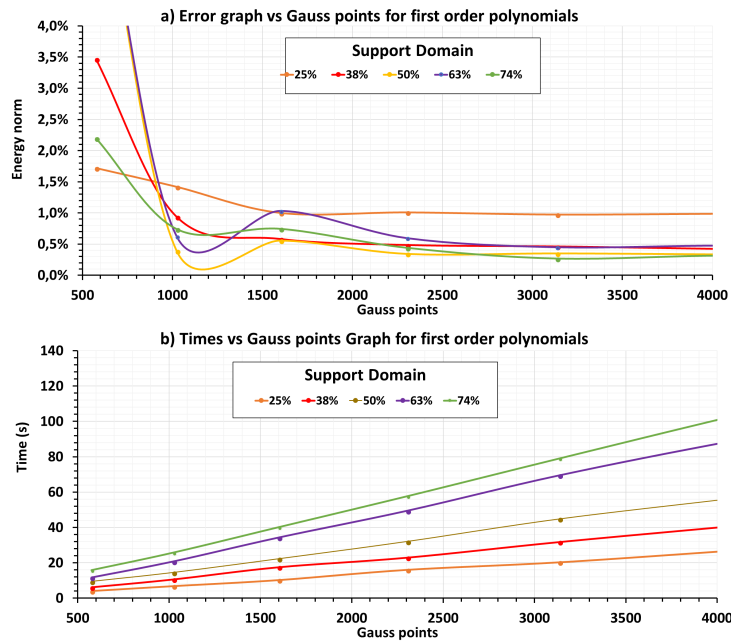 a) Error graph vs Gauss points for first order polynomials
4,0%
3,5%
3,0%
2,5%
2,0%
1,5%
1,0%
0,5%
0,0%
Energy norm
Support Domain
25% 38% 50% 63% 74%
500 1000 1500 2000 2500 3000 3500 4000
Gauss points
b) Times vs Gauss points Graph for first order polynomials
140
120
100
80
60
40
20
0
Time (s)
Support Domain
25% 38% 50% 63% 74%
500 1000 1500 2000 2500 3000 3500 4000
Gauss points